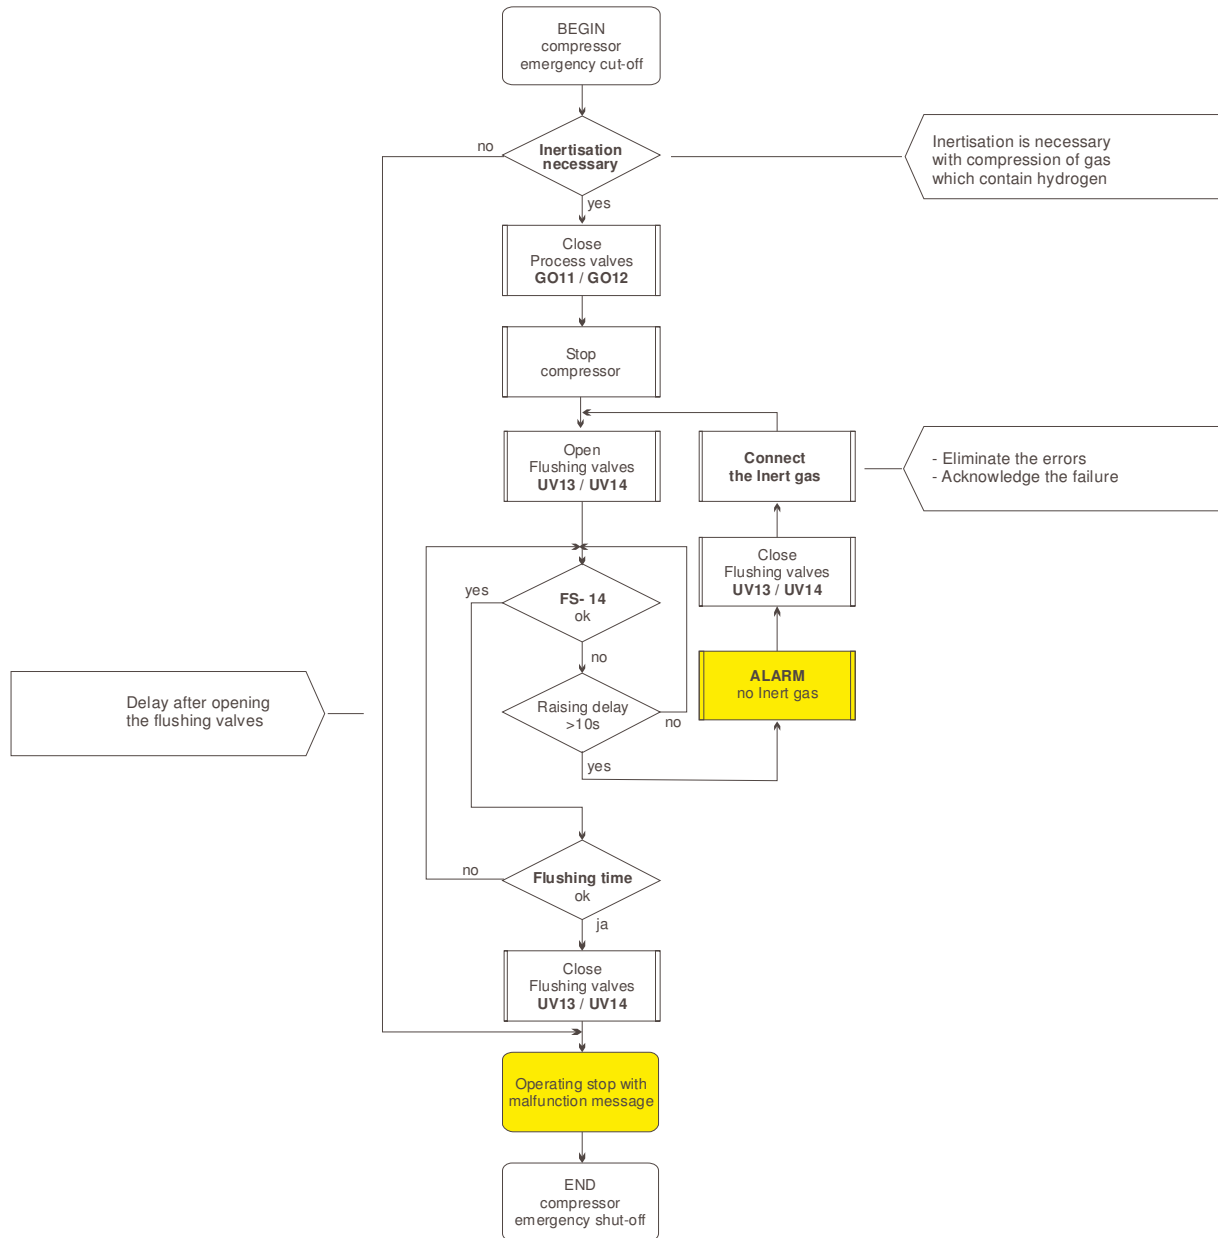 BEGIN
compressor
emergency cut-off
no
Inertisation
necessary
Inertisation is necessary
with compression of gas
which contain hydrogen
yes
Close
Process valves
GO11 / GO12
Stop
compressor
Open
Flushing valves
UV13 / UV14
Connect
the Inert gas
- Eliminate the errors
- Acknowledge the failure
Close
Flushing valves
UV13 / UV14
yes
FS- 14
ok
no
ALARM
no Inert gas
Delay after opening
the flushing valves
Raising delay
>10s
no
yes
no
Flushing time
ok
ja
Close
Flushing valves
UV13 / UV14
Operating stop with
malfunction message
END
compressor
emergency shut-off